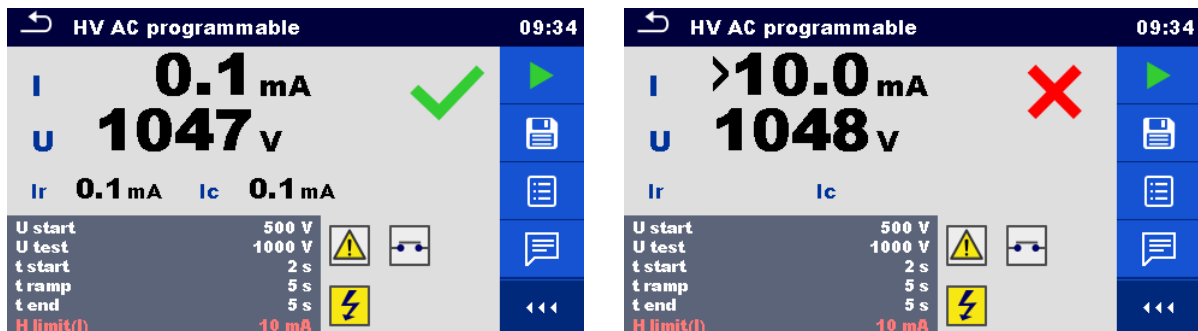 HV AC programmable 09:34
I 0.1 mA
U 1047 V
Ir 0.1 mA Ic 0.1 mA
U start 500 V
U test 1000 V
t start 2 s
t ramp 5 s
t end 5 s
H limit(I) 10 mA
HV AC programmable 09:34
I >10.0 mA
U 1048 V
Ir Ic
U start 500 V
U test 1000 V
t start 2 s
t ramp 5 s
t end 5 s
H limit(I) 10 mA